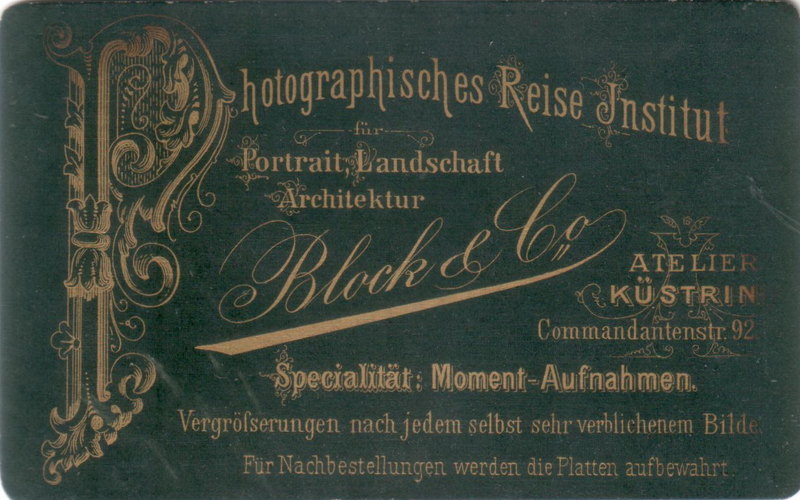 Photographisches Reise Institut
für
Portrait, Landschaft
Architektur
Block & Co
ATELIER
KÜSTRIN
Commandantenstr. 92.
Specialität: Moment-Aufnahmen.
Vergröfserungen nach jedem selbst sehr verblichenem Bilde.
Für Nachbestellungen werden die Platten aufbewahrt.